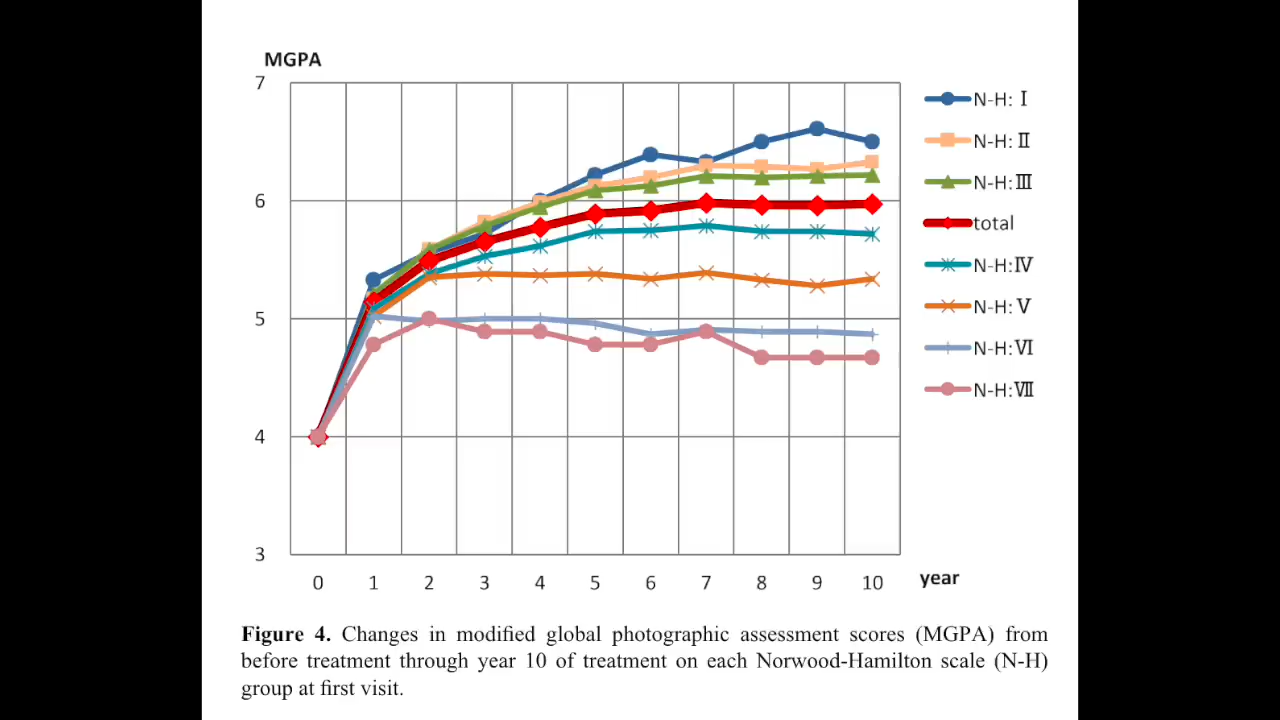 MGPA
7
6
5
4
3
0 1 2 3 4 5 6 7 8 9 10 year
N-H: Ⅰ
N-H: Ⅱ
N-H: Ⅲ
total
N-H: Ⅳ
N-H: Ⅴ
N-H: Ⅵ
N-H: Ⅶ
Figure 4. Changes in modified global photographic assessment scores (MGPA) from
before treatment through year 10 of treatment on each Norwood-Hamilton scale (N-H)
group at first visit.